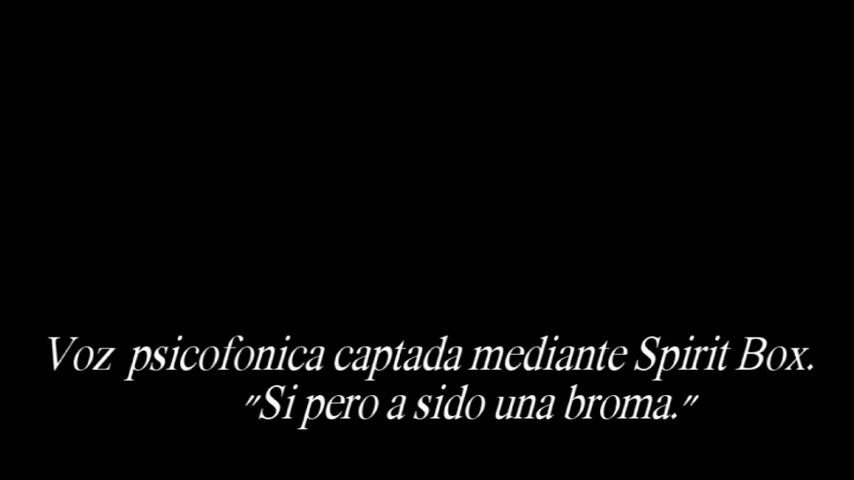 Voz psicofonica captada mediante Spirit Box.
"Si pero a sido una broma."